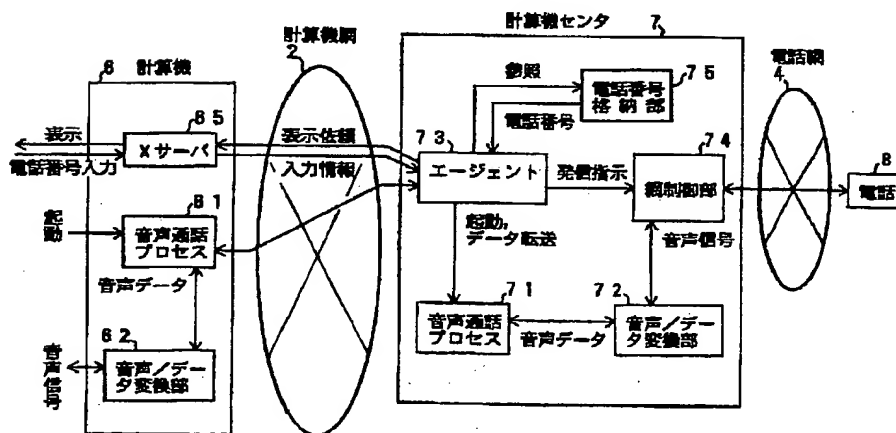 計算機センタ
7
計算機網
2
電話網
4
6
計算機
参照
75
電話番号
格納部
電話番号
65
表示
Xサーバ
電話番号入力
表示依頼
入力情報
73
エージェント
発信指示
74
網制御部
8
電話
起動
61
音声通話
プロセス
起動,
データ転送
音声信号
音声データ
62
音声/デー
タ変換部
音声信号
71
音声通話
プロセス
音声データ
72
音声/デー
タ変換部